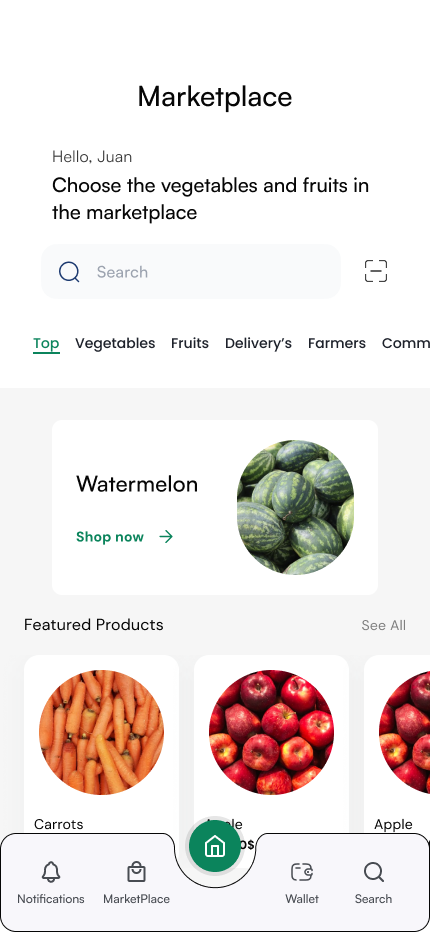 Marketplace
Hello, Juan
Choose the vegetables and fruits in
the marketplace
Search
Top Vegetables Fruits Delivery's Farmers Comm
Watermelon
Shop now
Featured Products See All
Carrots Apple Apple
Notifications MarketPlace Wallet Search